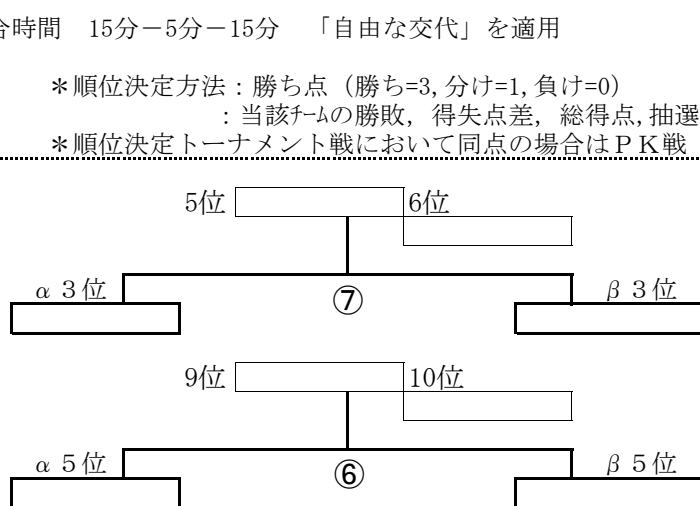 合時間　15分－5分－15分　「自由な交代」を適用
＊順位決定方法：勝ち点（勝ち=3,分け=1,負け=0）
：当該ﾁｰﾑの勝敗，得失点差，総得点,抽選
＊順位決定トーナメント戦において同点の場合はＰＫ戦
5位　6位
α３位　⑦　β３位
9位　10位
α５位　⑥　β５位